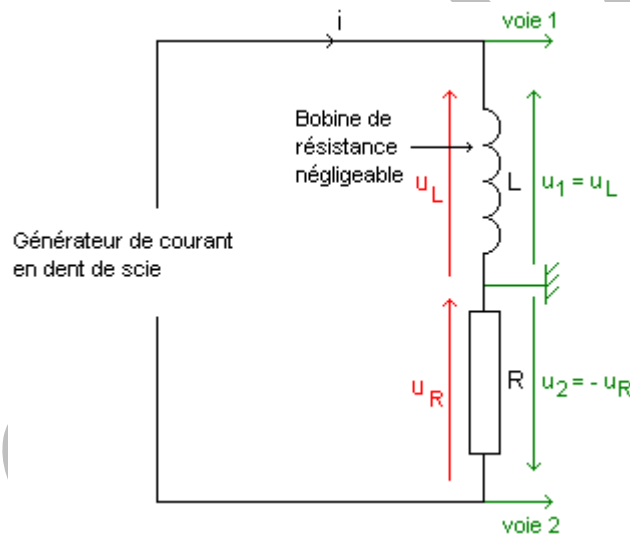 i
voie 1
Bobine de
résistance
négligeable
u_L
L
u_1 = u_L
Générateur de courant
en dent de scie
u_R
R
u_2 = - u_R
voie 2